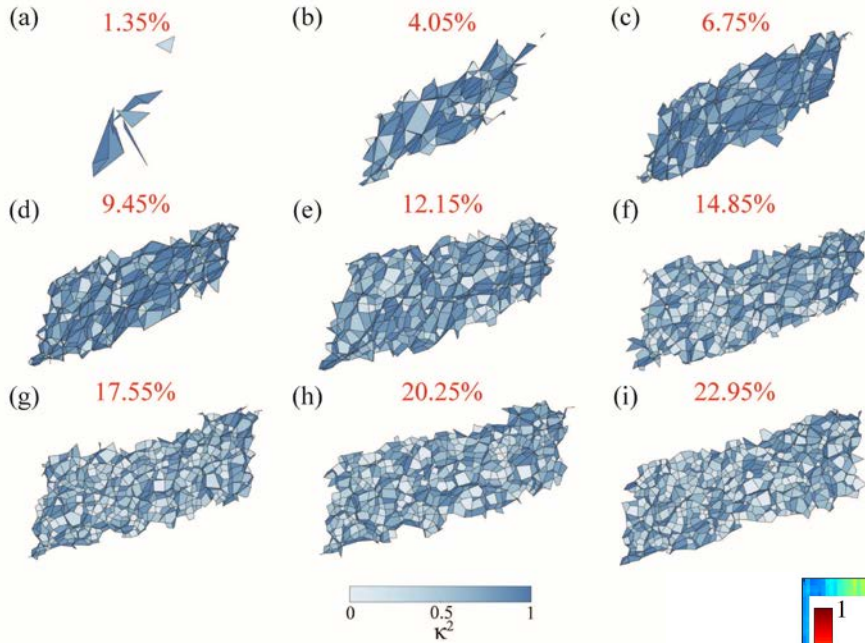 (a) 1.35% (b) 4.05% (c) 6.75%
(d) 9.45% (e) 12.15% (f) 14.85%
(g) 17.55% (h) 20.25% (i) 22.95%
0 0.5 1
κ²
1